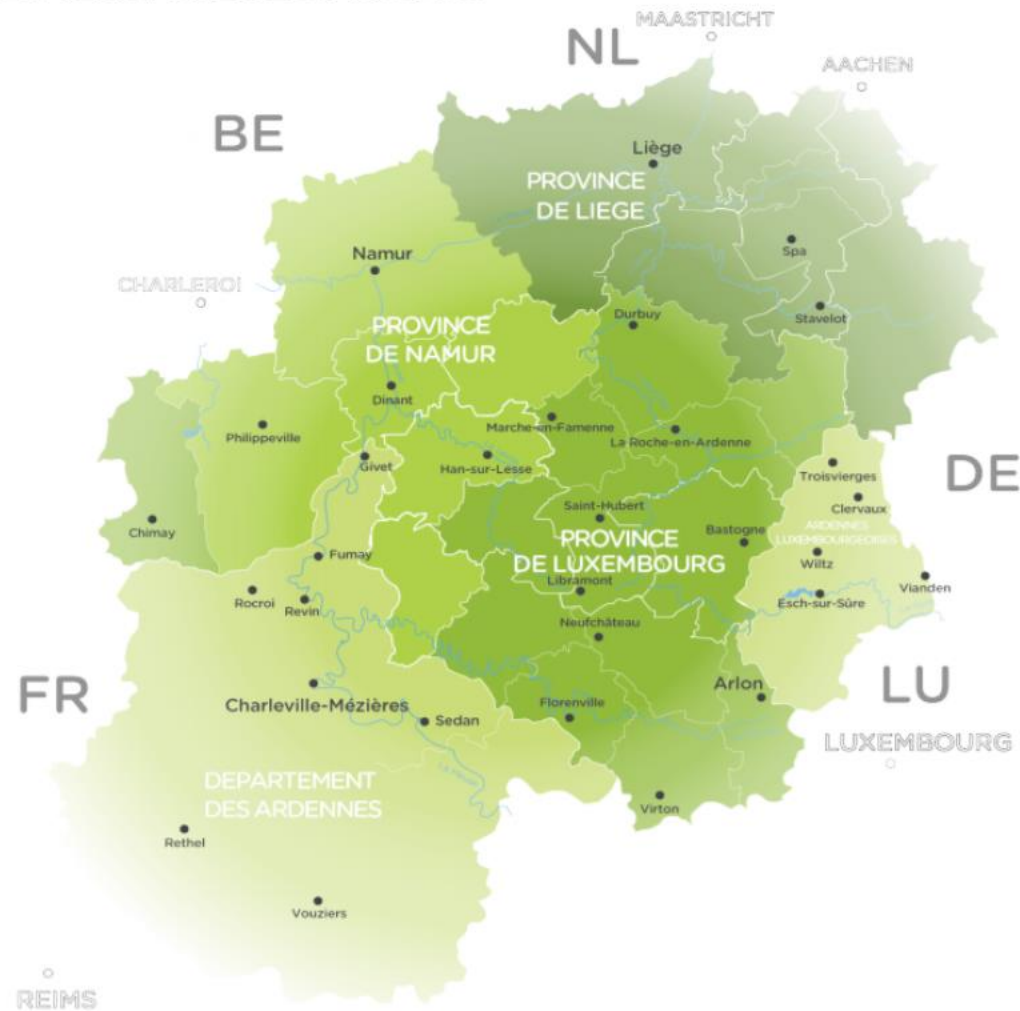 MAASTRICHT
NL
AACHEN
BE
Liège
PROVINCE
DE LIEGE
Spa
Namur
CHARLEROI
Stavelot
Durbuy
PROVINCE
DE NAMUR
Dinant
Marche-en-Famenne
Philippeville
La Roche-en-Ardenne
Givet
Han-sur-Lesse
DE
Troisvierges
Clervaux
Saint-Hubert
ARDENNES
LUXEMBOURGEOISES
Chimay
Bastogne
PROVINCE
DE LUXEMBOURG
Fumay
Wiltz
Libramont
Vianden
Rocroi
Revin
Esch-sur-Sûre
Neufchâteau
FR
LU
Arlon
Charleville-Mézières
Florenville
Sedan
LUXEMBOURG
DEPARTEMENT
DES ARDENNES
Virton
Rethel
Vouziers
REIMS